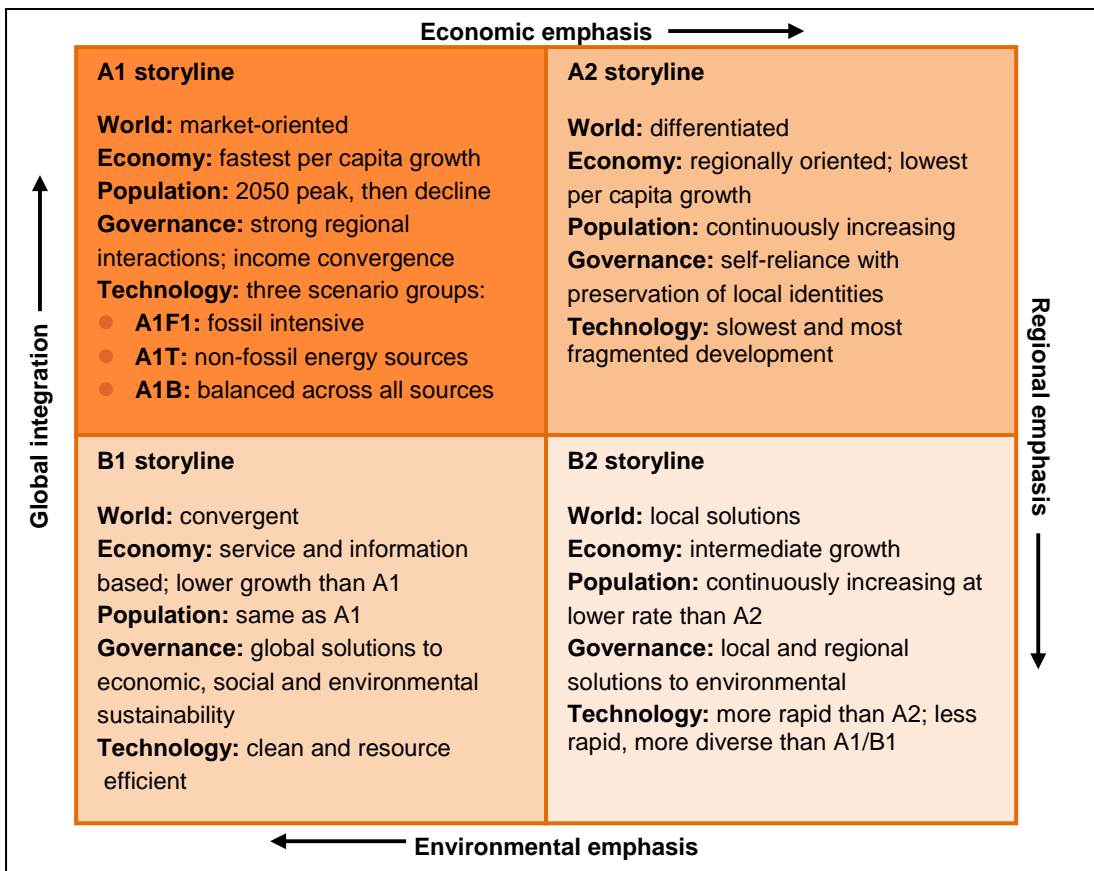 Economic emphasis
A1 storyline
World: market-oriented
Economy: fastest per capita growth
Population: 2050 peak, then decline
Governance: strong regional
interactions; income convergence
Technology: three scenario groups:
A1F1: fossil intensive
A1T: non-fossil energy sources
A1B: balanced across all sources
A2 storyline
World: differentiated
Economy: regionally oriented; lowest
per capita growth
Population: continuously increasing
Governance: self-reliance with
preservation of local identities
Technology: slowest and most
fragmented development
Global integration
Regional emphasis
B1 storyline
World: convergent
Economy: service and information
based; lower growth than A1
Population: same as A1
Governance: global solutions to
economic, social and environmental
sustainability
Technology: clean and resource
efficient
B2 storyline
World: local solutions
Economy: intermediate growth
Population: continuously increasing at
lower rate than A2
Governance: local and regional
solutions to environmental
Technology: more rapid than A2; less
rapid, more diverse than A1/B1
Environmental emphasis